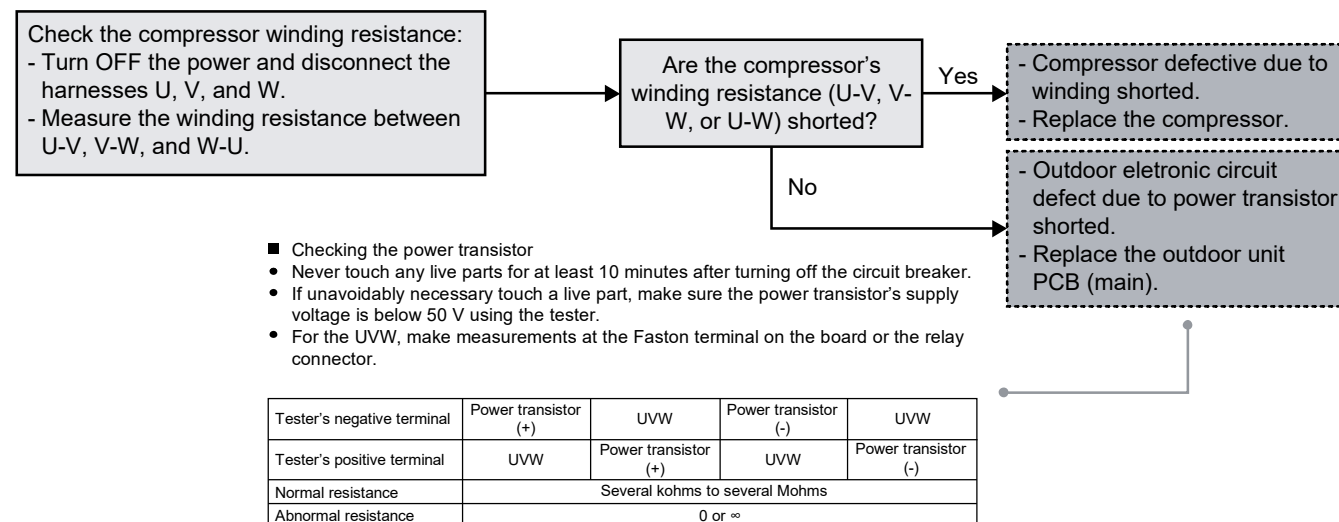 Check the compressor winding resistance:
- Turn OFF the power and disconnect the
harnesses U, V, and W.
- Measure the winding resistance between
U-V, V-W, and W-U.
Are the compressor's
winding resistance (U-V, V-
W, or U-W) shorted?
Yes
- Compressor defective due to
winding shorted.
- Replace the compressor.
No
- Outdoor eletronic circuit
defect due to power transistor
shorted.
- Replace the outdoor unit
PCB (main).
■ Checking the power transistor
• Never touch any live parts for at least 10 minutes after turning off the circuit breaker.
• If unavoidably necessary touch a live part, make sure the power transistor's supply
voltage is below 50 V using the tester.
• For the UVW, make measurements at the Faston terminal on the board or the relay
connector.
Tester's negative terminal Power transistor (+) UVW Power transistor (-) UVW
Tester's positive terminal UVW Power transistor (+) UVW Power transistor (-)
Normal resistance Several kohms to several Mohms
Abnormal resistance 0 or ∞